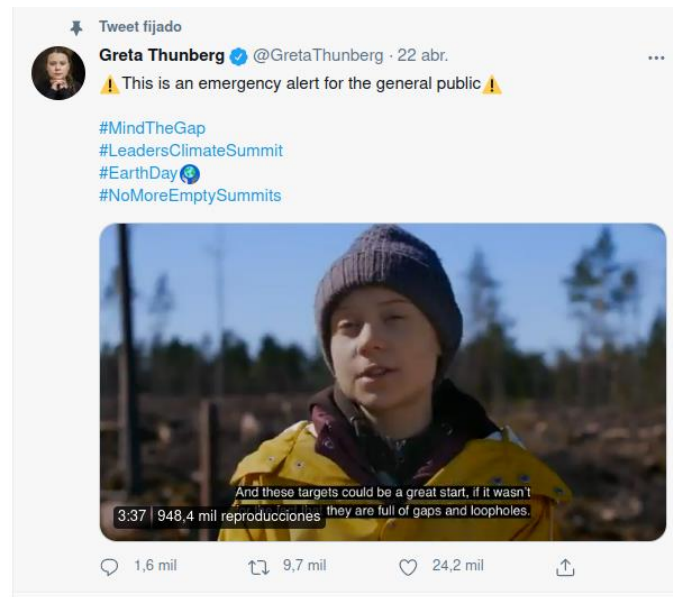 Tweet fijado
Greta Thunberg @GretaThunberg · 22 abr.
⚠️This is an emergency alert for the general public⚠️
#MindTheGap
#LeadersClimateSummit
#EarthDay
#NoMoreEmptySummits
And these targets could be a great start, if it wasn't
they are full of gaps and loopholes.
3:37 | 948,4 mil reproducciones
1,6 mil 9,7 mil 24,2 mil